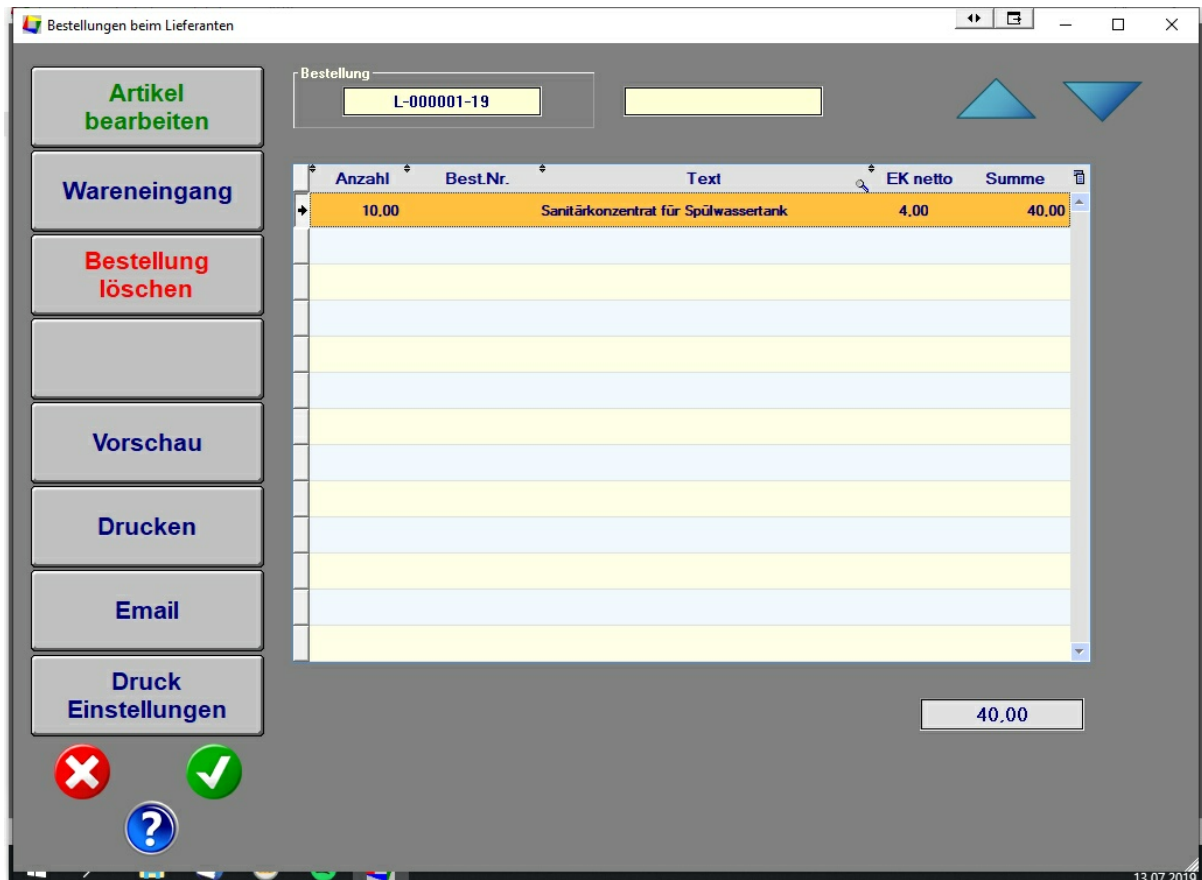 Bestellungen beim Lieferanten
Artikel
bearbeiten
Wareneingang
Bestellung
löschen
Vorschau
Drucken
Email
Druck
Einstellungen
Bestellung
L-000001-19
Anzahl Best.Nr. Text EK netto Summe
10,00 Sanitärkonzentrat für Spülwassertank 4,00 40,00
40,00
13.07.2019